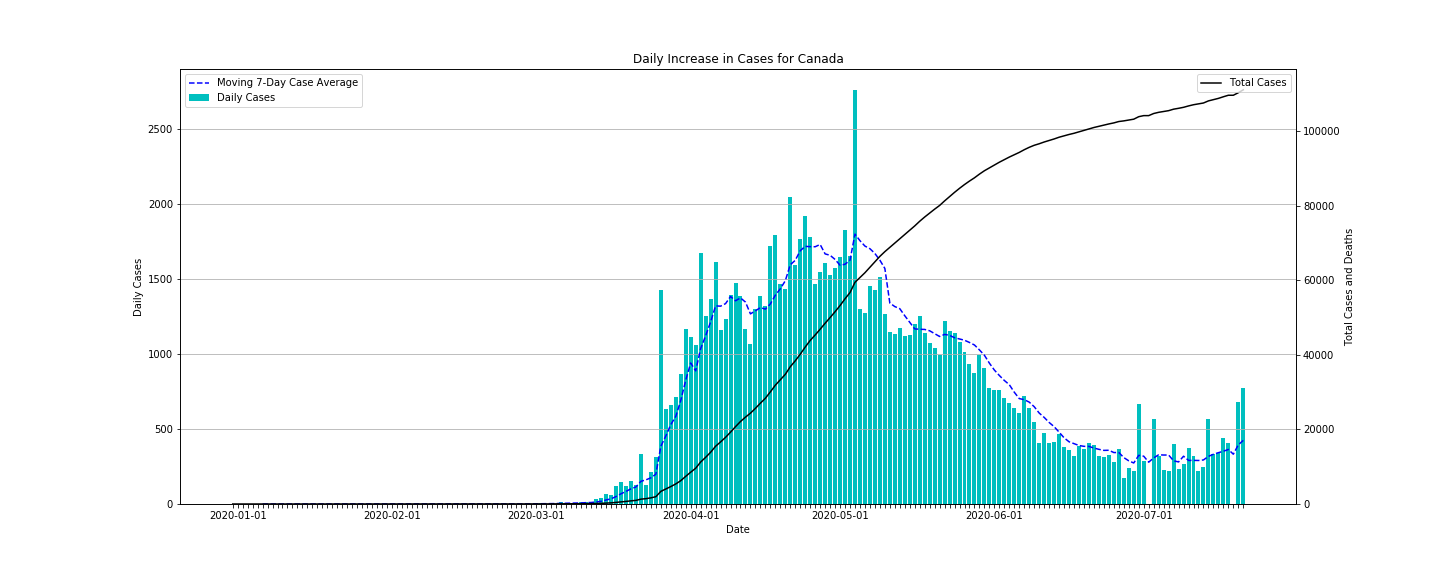 Daily Increase in Cases for Canada
Moving 7-Day Case Average
Daily Cases
Total Cases
2500
2000
1500
1000
500
0
Daily Cases
100000
80000
60000
40000
20000
0
Total Cases and Deaths
2020-01-01
2020-02-01
2020-03-01
2020-04-01
2020-05-01
2020-06-01
2020-07-01
Date